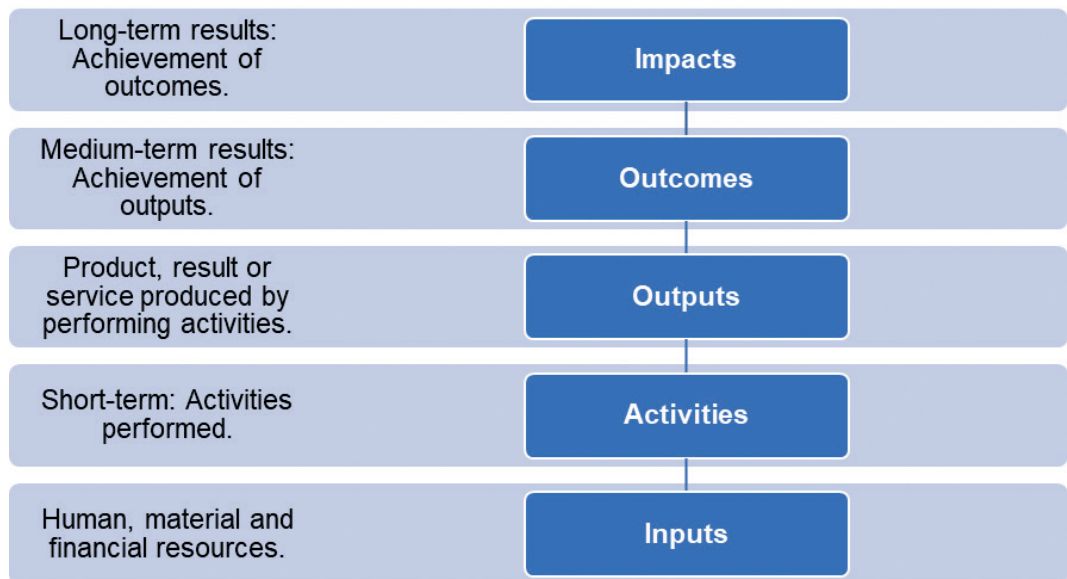 Long-term results:
Achievement of
outcomes.
Impacts
Medium-term results:
Achievement of
outputs.
Outcomes
Product, result or
service produced by
performing activities.
Outputs
Short-term: Activities
performed.
Activities
Human, material and
financial resources.
Inputs